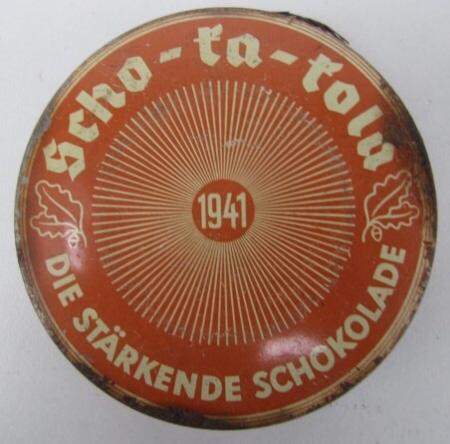 Scho-ka-kola
1941
DIE STÄRKENDE SCHOKOLADE